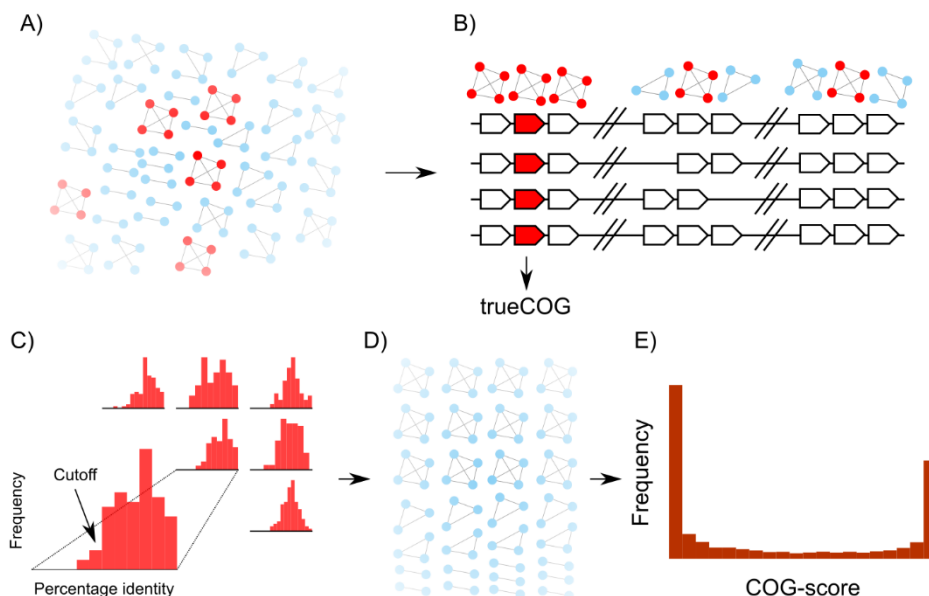 A)
B)
trueCOG
C)
D)
E)
Cutoff
Frequency
Percentage identity
Frequency
COG-score